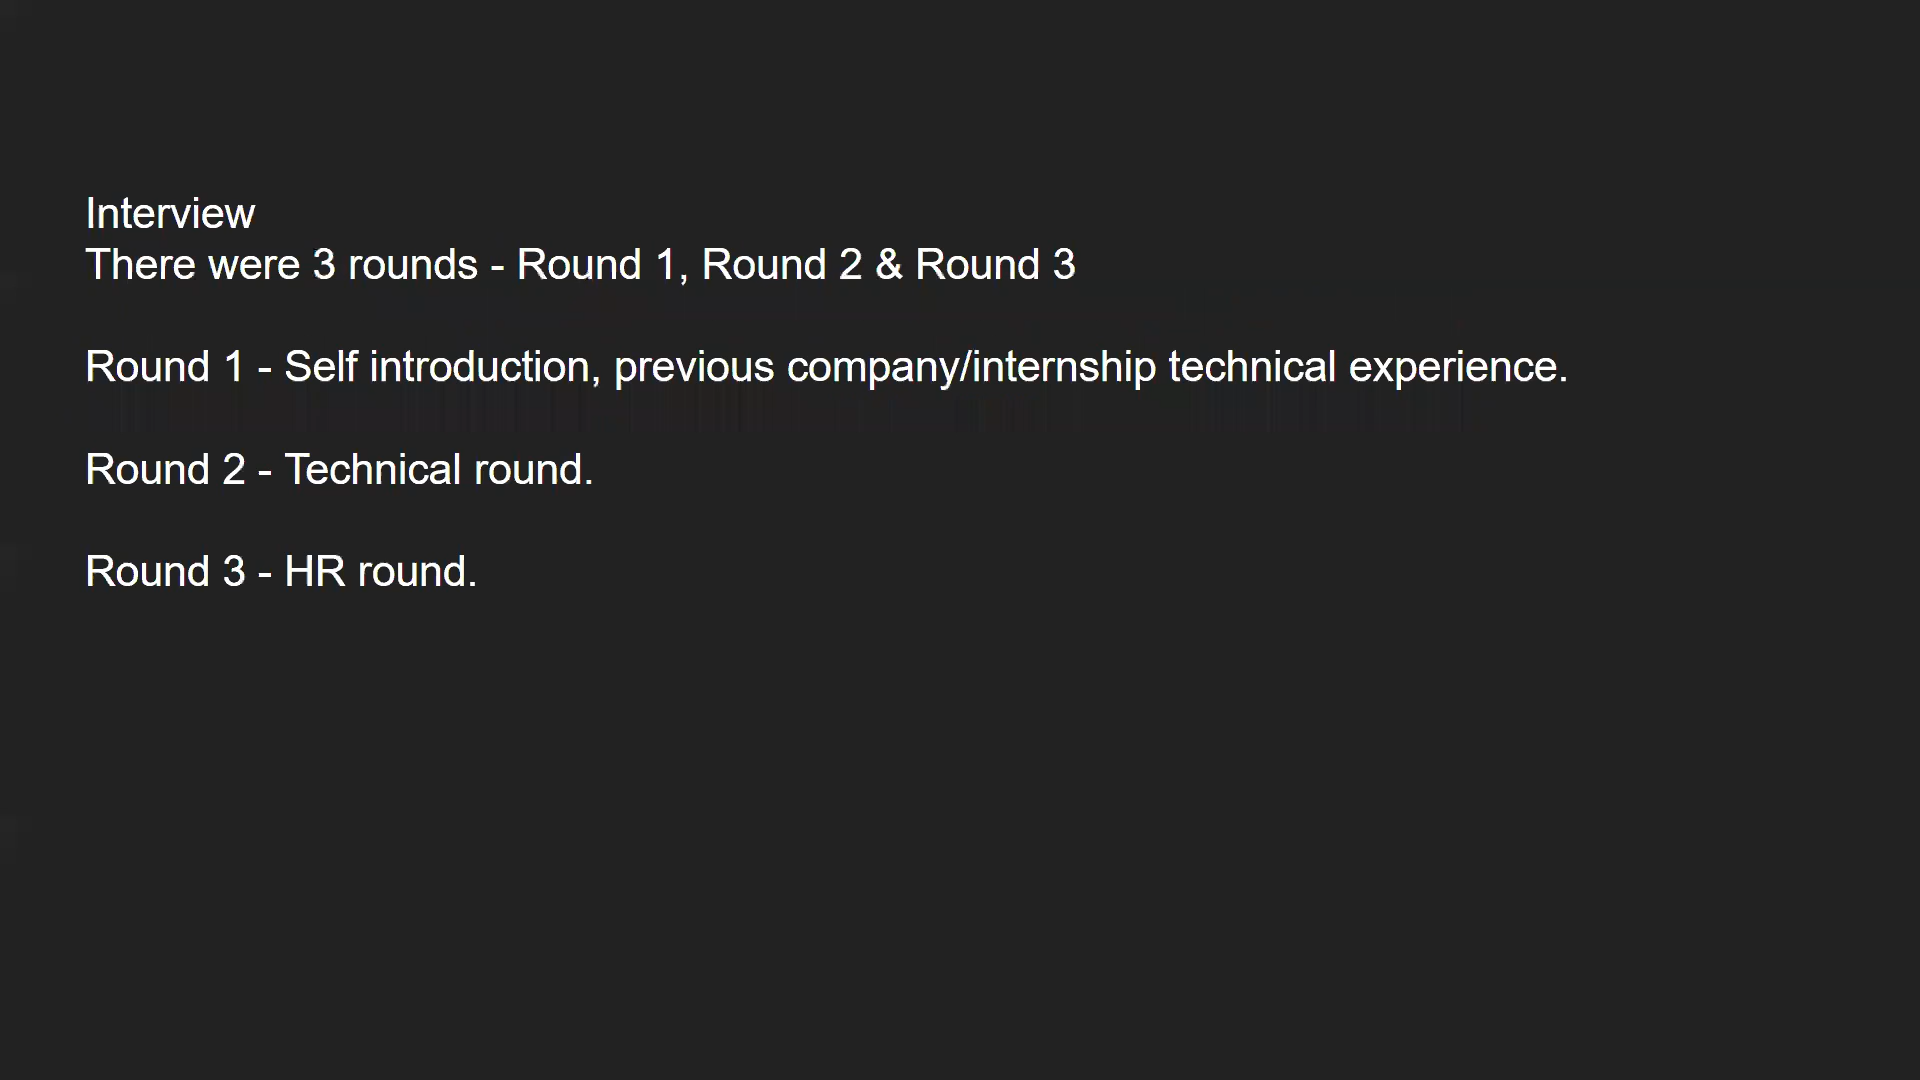 Interview
There were 3 rounds - Round 1, Round 2 & Round 3
Round 1 - Self introduction, previous company/internship technical experience.
Round 2 - Technical round.
Round 3 - HR round.